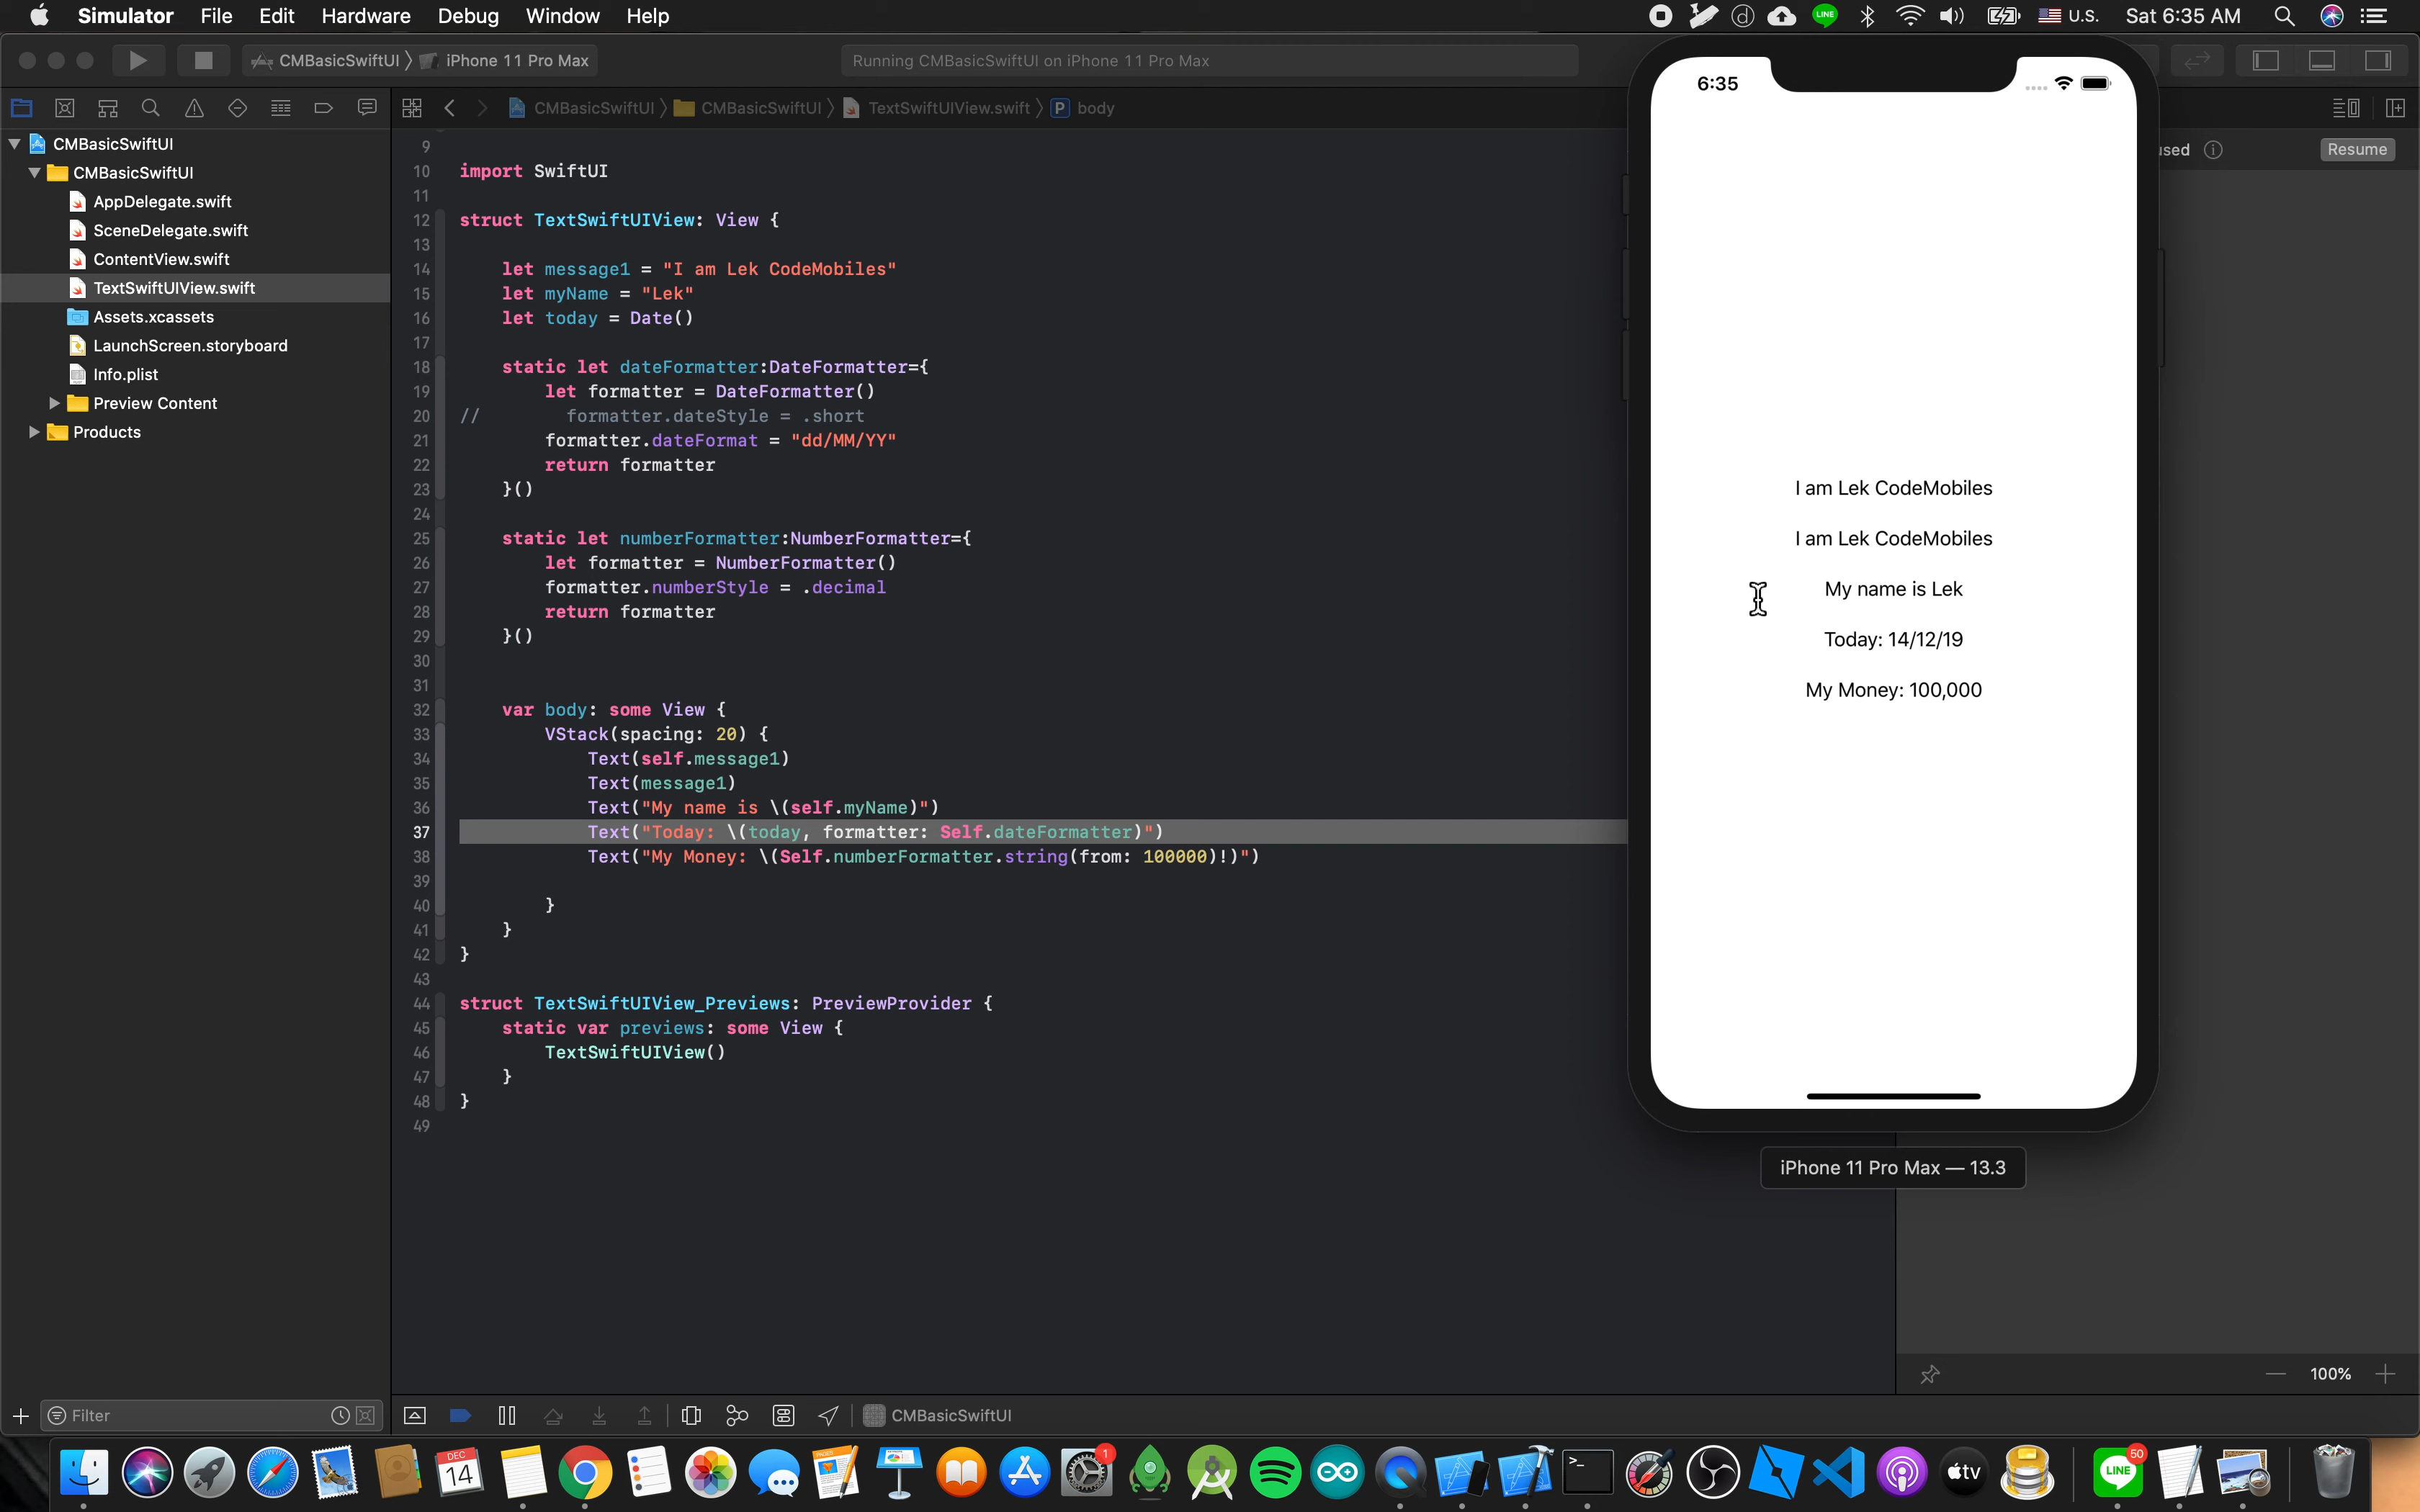 Simulator File Edit Hardware Debug Window Help
LINE U.S. Sat 6:35 AM
CMBasicSwiftUI iPhone 11 Pro Max
Running CMBasicSwiftUI on iPhone 11 Pro Max
CMBasicSwiftUI CMBasicSwiftUI TextSwiftUIView.swift P body
used Resume
CMBasicSwiftUI
CMBasicSwiftUI
AppDelegate.swift
SceneDelegate.swift
ContentView.swift
TextSwiftUIView.swift
Assets.xcassets
LaunchScreen.storyboard
Info.plist
Preview Content
Products
9
10 import SwiftUI
11
12 struct TextSwiftUIView: View {
13
14 let message1 = "I am Lek CodeMobiles"
15 let myName = "Lek"
16 let today = Date()
17
18 static let dateFormatter:DateFormatter={
19 let formatter = DateFormatter()
20 // formatter.dateStyle = .short
21 formatter.dateFormat = "dd/MM/YY"
22 return formatter
23 }()
24
25 static let numberFormatter:NumberFormatter={
26 let formatter = NumberFormatter()
27 formatter.numberStyle = .decimal
28 return formatter
29 }()
30
31
32 var body: some View {
33 VStack(spacing: 20) {
34 Text(self.message1)
35 Text(message1)
36 Text("My name is \(self.myName)")
37 Text("Today: \(today, formatter: Self.dateFormatter)")
38 Text("My Money: \(Self.numberFormatter.string(from: 100000)!)")
39
40 }
41 }
42 }
43
44 struct TextSwiftUIView_Previews: PreviewProvider {
45 static var previews: some View {
46 TextSwiftUIView()
47 }
48 }
49
6:35
I am Lek CodeMobiles
I am Lek CodeMobiles
My name is Lek
Today: 14/12/19
My Money: 100,000
iPhone 11 Pro Max — 13.3
100%
Filter
CMBasicSwiftUI
DEC
14
PAGES
1
>_
tv
LINE
50